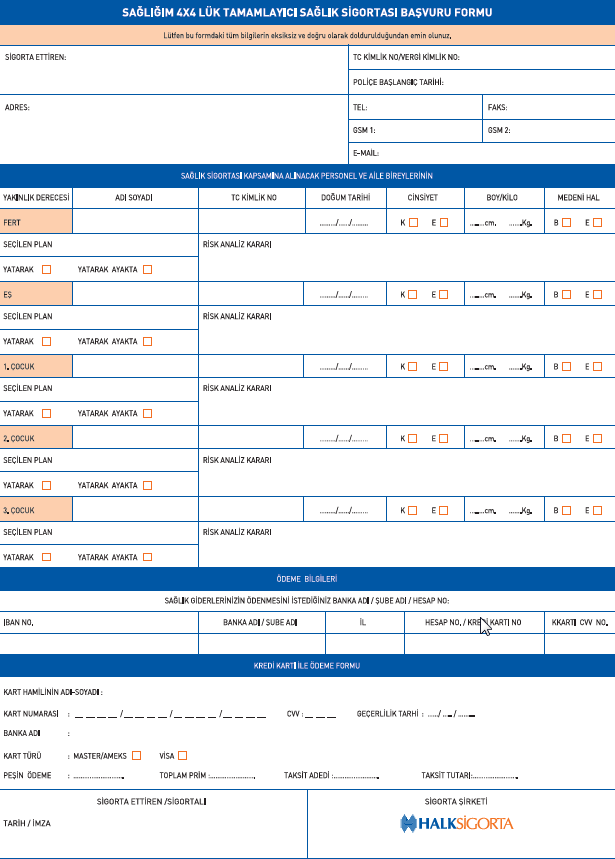 SAĞLIĞIM 4X4 LÜK TAMAMLAYICI SAĞLIK SİGORTASI BAŞVURU FORMU
Lütfen bu formdaki tüm bilgilerin eksiksiz ve doğru olarak doldurulduğundan emin olunuz,
SİGORTA ETTİREN: TC KİMLİK NO/VERGİ KİMLİK NO:
POLİÇE BAŞLANGIÇ TARİHİ:
ADRES: TEL: FAKS:
GSM 1: GSM 2:
E-MAİL:
SAĞLIK SİGORTASI KAPSAMINA ALINACAK PERSONEL VE AİLE BİREYLERİNİN
YAKINLIK DERECESİ ADI SOYADI TC KİMLİK NO DOĞUM TARİHİ CİNSİYET BOY/KİLO MEDENİ HAL
FERT ......../....../......... K E ........cm. .......Kg. B E
SEÇİLEN PLAN RİSK ANALİZ KARARI
YATARAK YATARAK AYAKTA
EŞ ......../....../......... K E ........cm. .......Kg. B E
SEÇİLEN PLAN RİSK ANALİZ KARARI
YATARAK YATARAK AYAKTA
1. ÇOCUK ......../....../......... K E ........cm. .......Kg. B E
SEÇİLEN PLAN RİSK ANALİZ KARARI
YATARAK YATARAK AYAKTA
2. ÇOCUK ......../....../......... K E ........cm. .......Kg. B E
SEÇİLEN PLAN RİSK ANALİZ KARARI
YATARAK YATARAK AYAKTA
3. ÇOCUK ......../....../......... K E ........cm. .......Kg. B E
SEÇİLEN PLAN RİSK ANALİZ KARARI
YATARAK YATARAK AYAKTA
ÖDEME BİLGİLERİ
SAĞLIK GİDERLERİNİZİN ÖDENMESİNİ İSTEDİĞİNİZ BANKA ADI / ŞUBE ADI / HESAP NO:
IBAN NO. BANKA ADI / ŞUBE ADI İL HESAP NO. / KREDİ KARTI NO KKARTI CVV NO.
KREDİ KARTI İLE ÖDEME FORMU
KART HAMİLİNİN ADI-SOYADI :
KART NUMARASI : _ _ _ _ / _ _ _ _ / _ _ _ _ / _ _ _ _ CVV : _ _ _ GEÇERLİLİK TARİHİ : ...../...../.......
BANKA ADI :
KART TÜRÜ : MASTER/AMEKS VİSA
PEŞİN ÖDEME : ..................... TOPLAM PRİM :.................... TAKSİT ADEDİ :.................... TAKSİT TUTARI:....................
SİGORTA ETTİREN /SİGORTALI SİGORTA ŞİRKETİ
TARİH / İMZA HALKSİGORTA